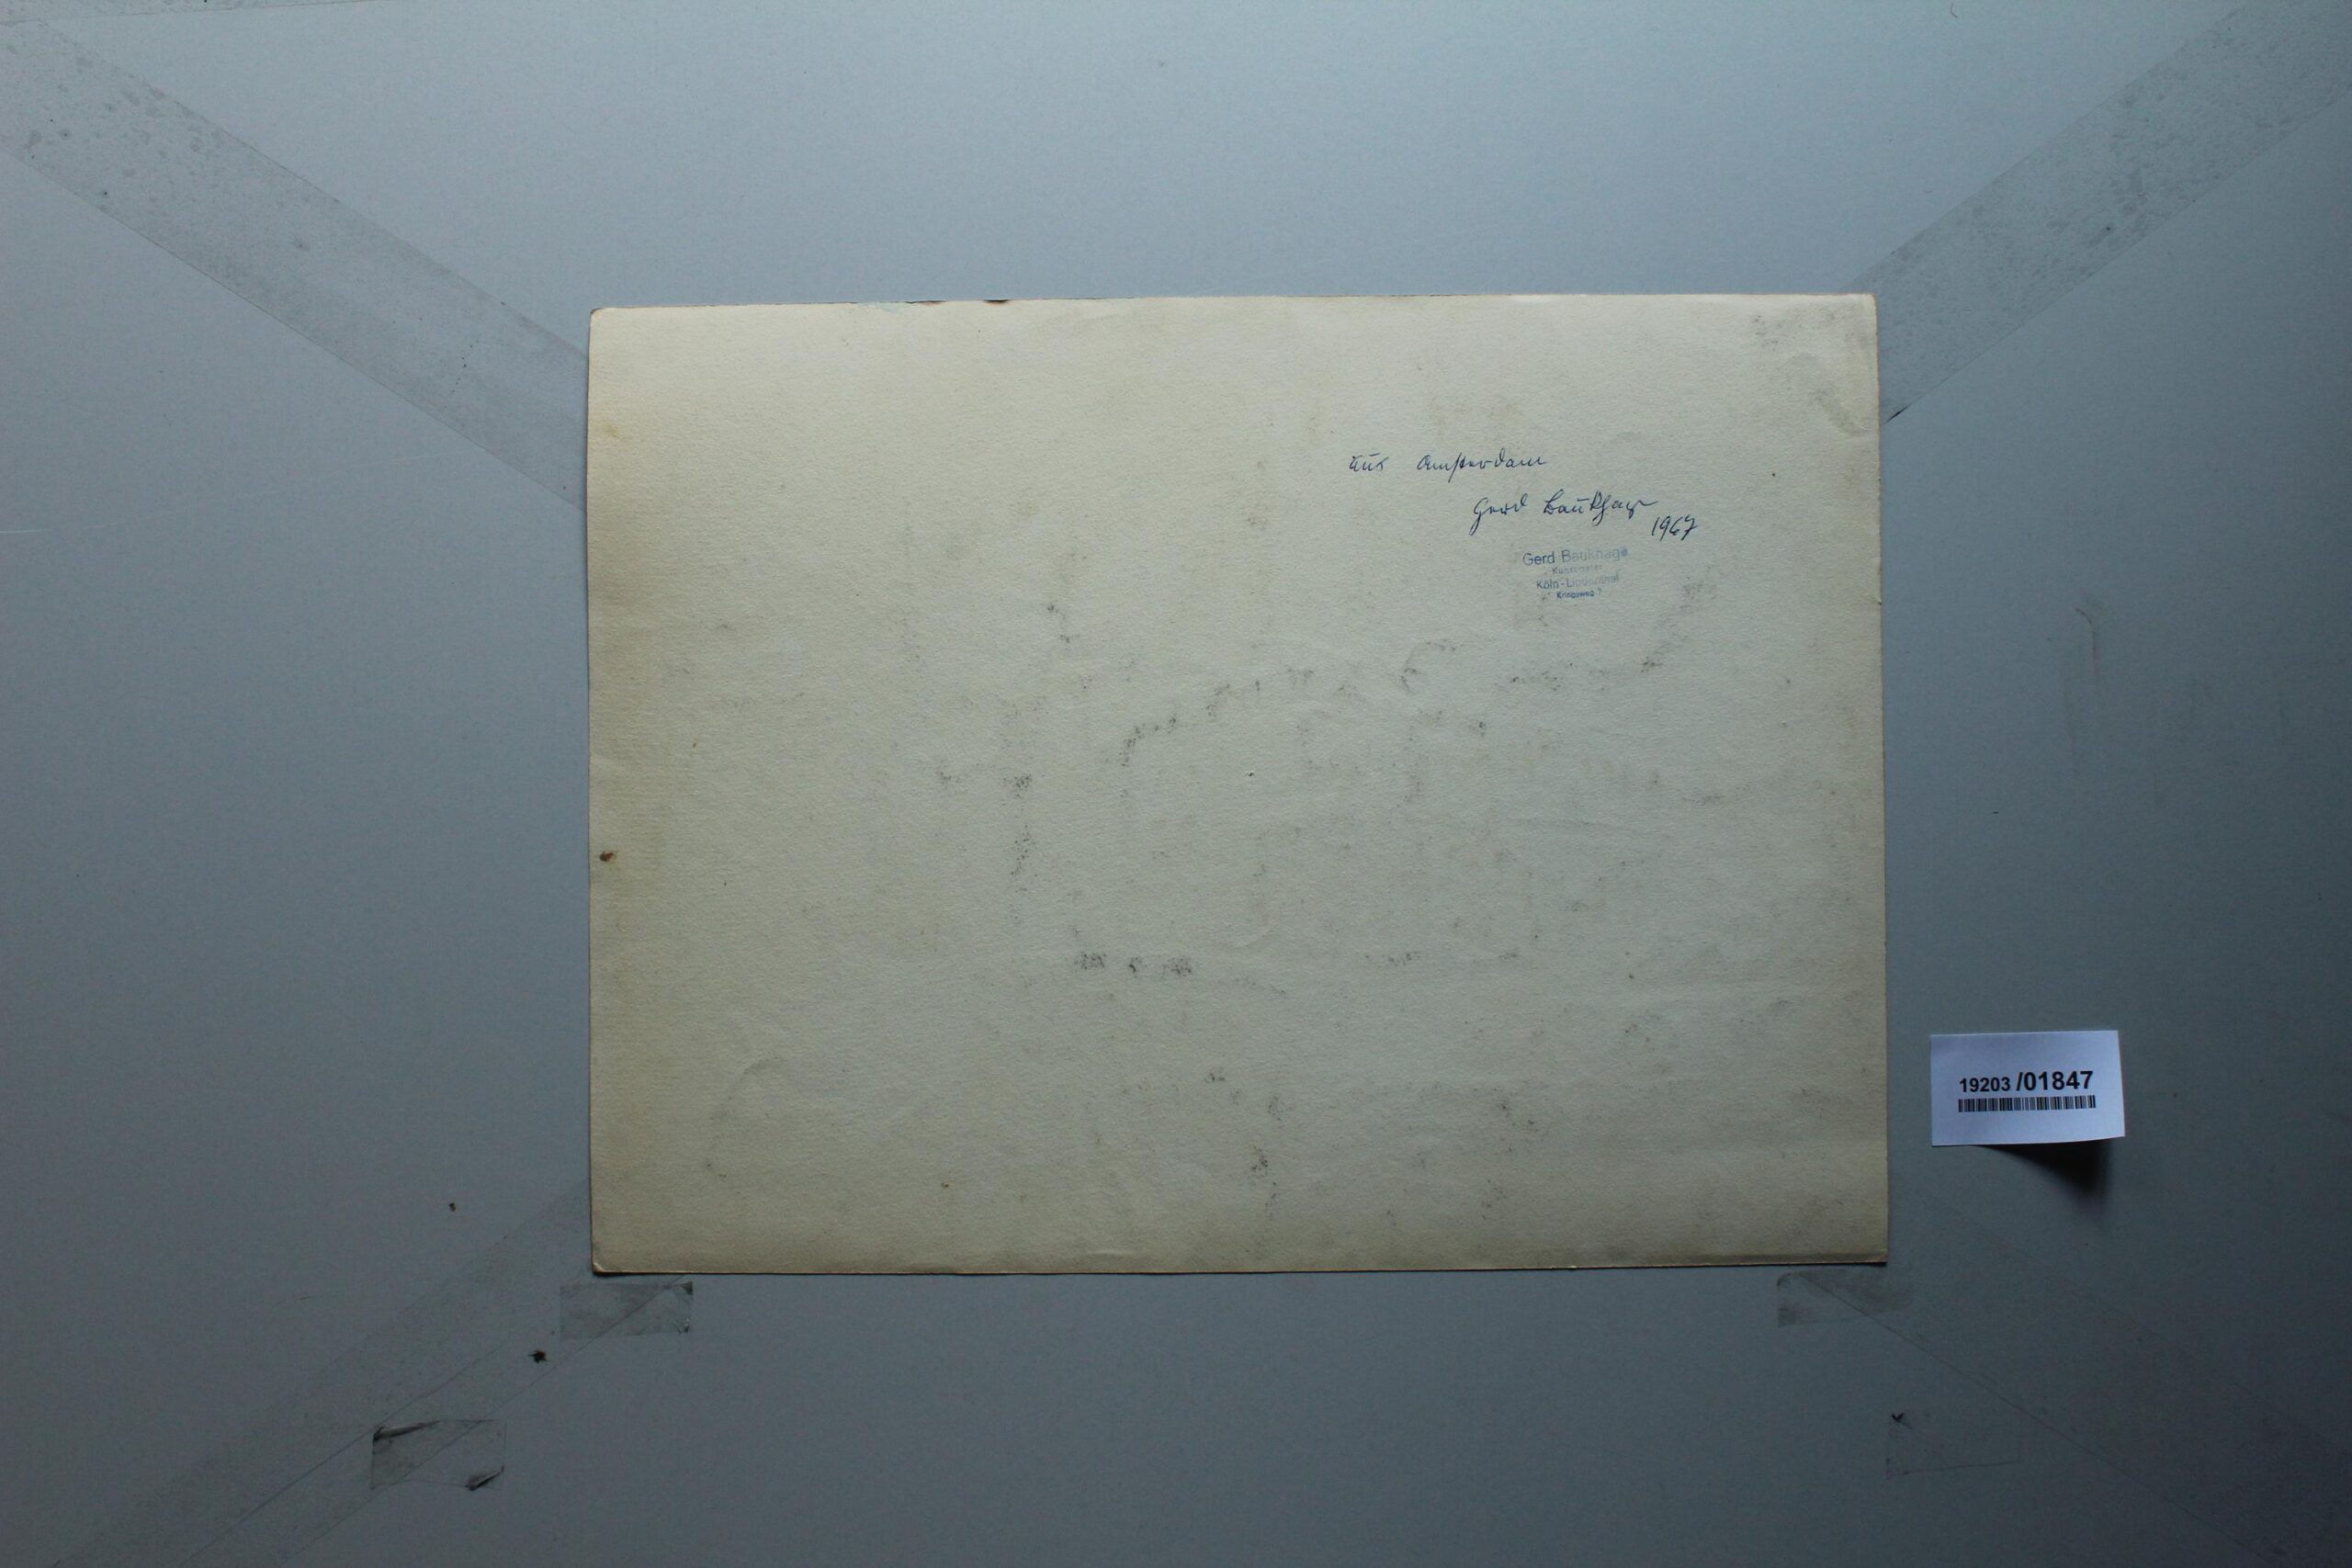 aus Amsterdam
Gerd Baukhage
1967
Gerd Baukhage
Kunstmaler
Köln-Lindenthal
19203 /01847